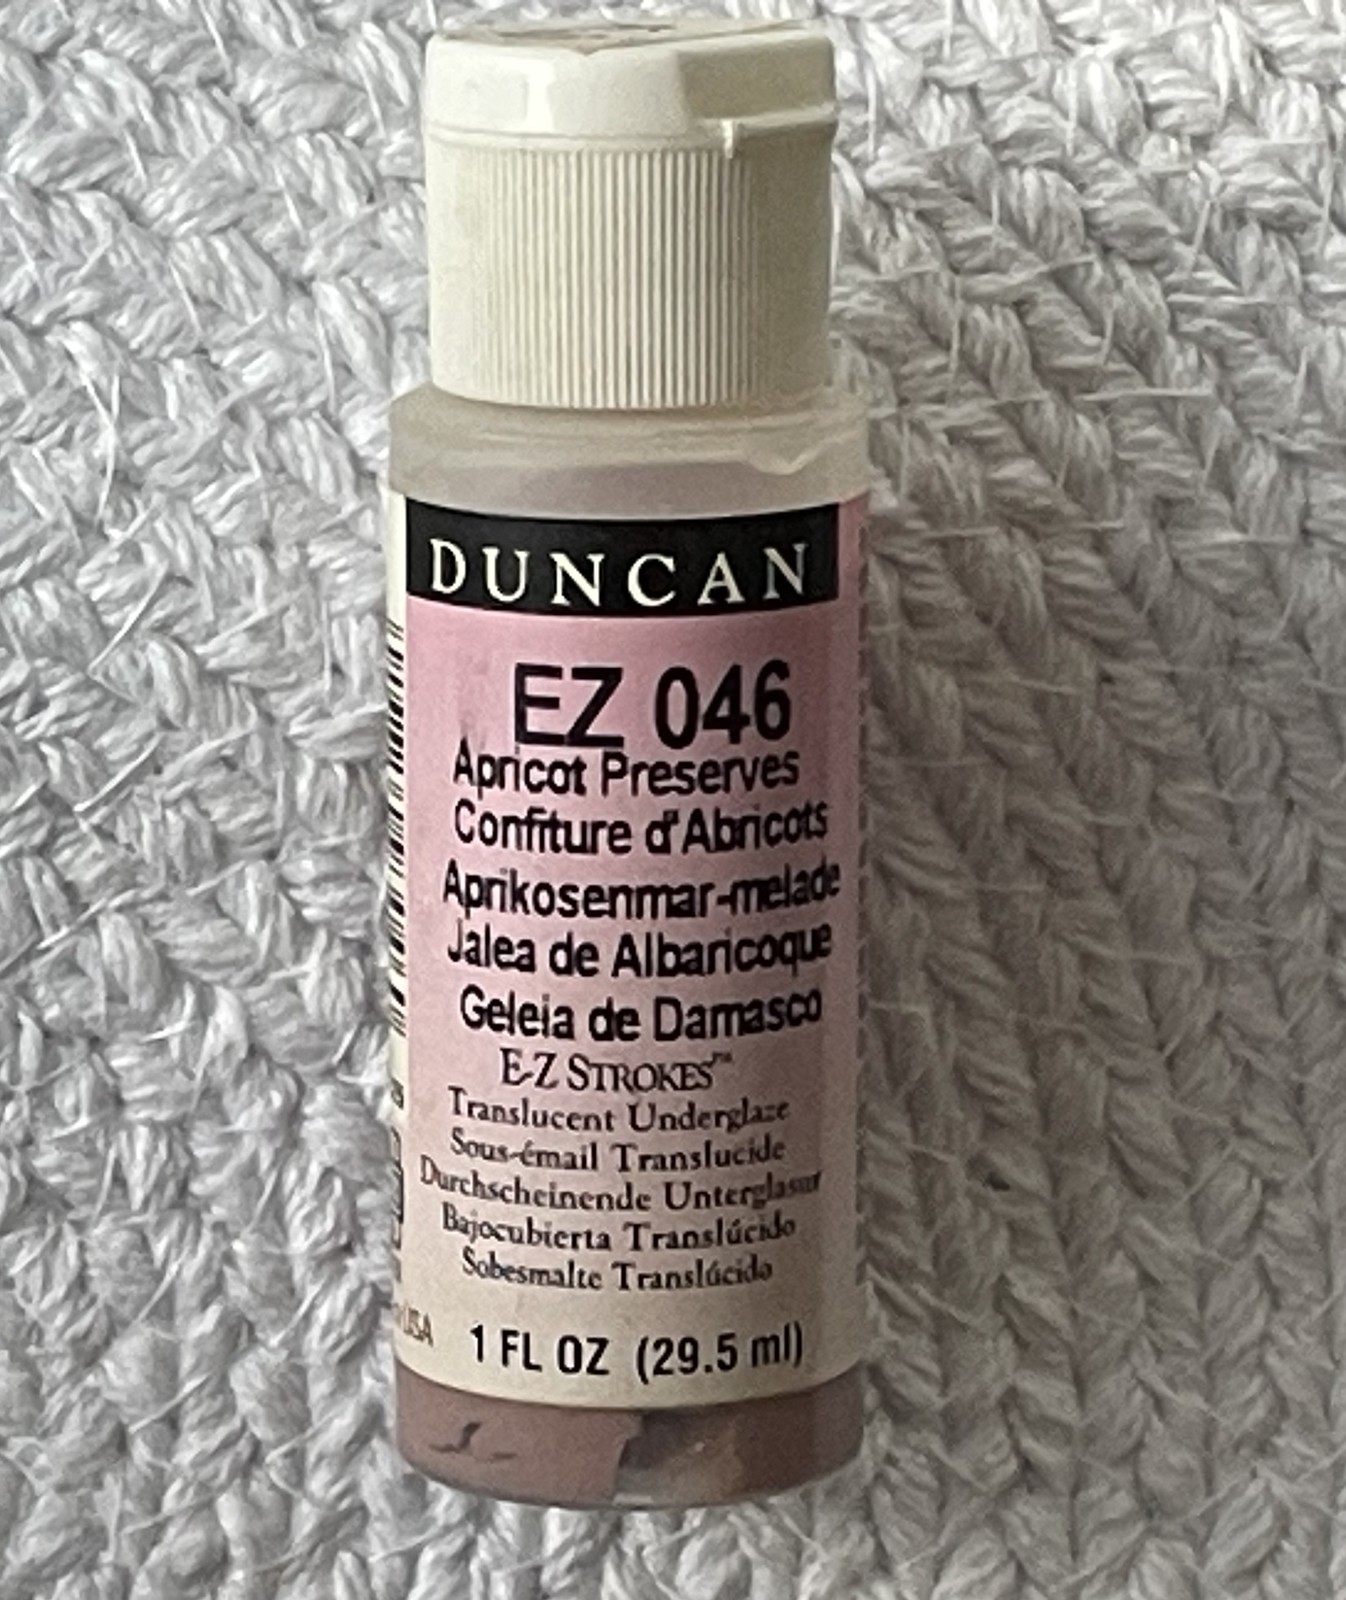 DUNCAN
EZ 046
Apricot Preserves
Confiture d'Abricots
Aprikosenmar-melade
Jalea de Albaricoque
Geleia de Damasco
E-Z STROKES™
Translucent Underglaze
Sous-émail Translucide
Durchscheinende Unterglasur
Bajocubierta Translúcido
Sobesmalte Translúcido
USA
1 FL OZ (29.5 ml)